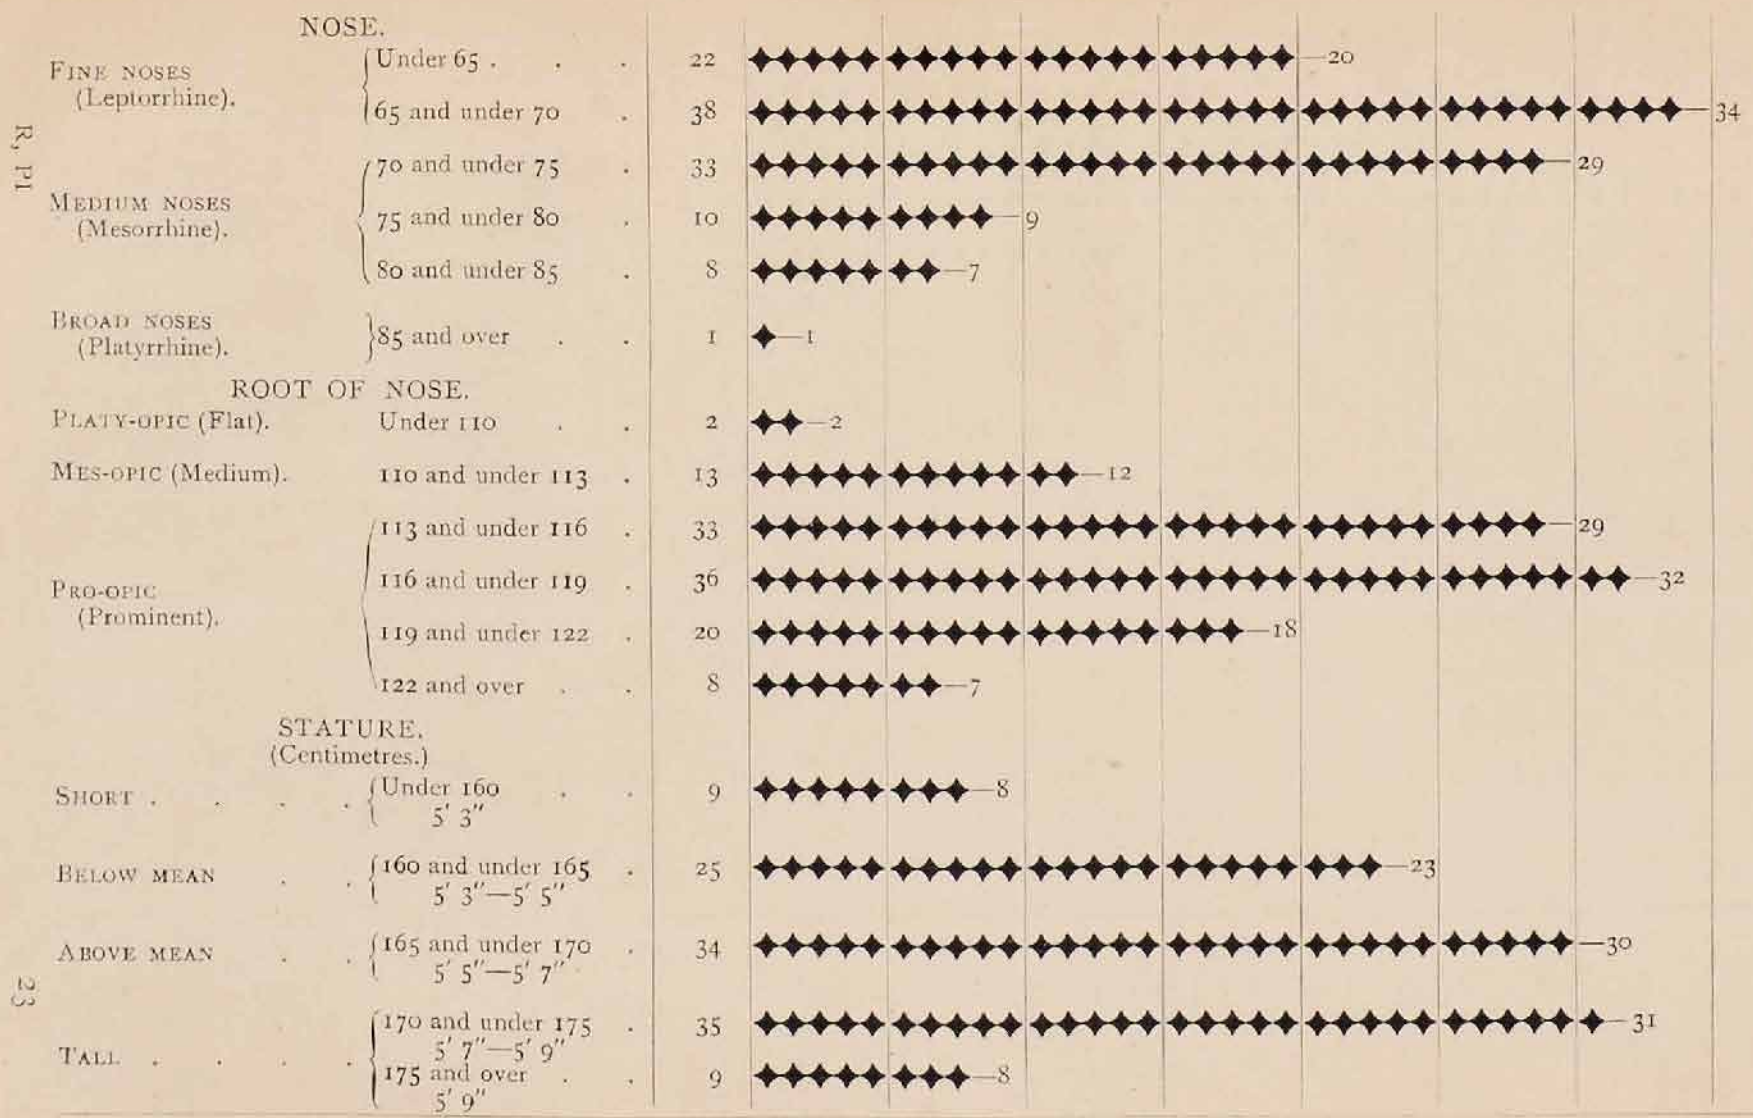 NOSE.
FINE NOSES (Leptorrhine).
Under 65 . . . 22 —20
65 and under 70 . 38 —34
MEDIUM NOSES (Mesorrhine).
70 and under 75 . 33 —29
75 and under 80 . 10 —9
80 and under 85 . 8 —7
BROAD NOSES (Platyrrhine).
85 and over . . 1 —1
ROOT OF NOSE.
PLATY-OPIC (Flat). Under 110 . . 2 —2
MES-OPIC (Medium). 110 and under 113 . 13 —12
PRO-OPIC (Prominent).
113 and under 116 . 33 —29
116 and under 119 . 36 —32
119 and under 122 . 20 —18
122 and over . . 8 —7
STATURE.
(Centimetres.)
SHORT . . . . Under 160 . . 9 —8
5' 3"
BELOW MEAN . . 160 and under 165 . 25 —23
5' 3"—5' 5"
ABOVE MEAN . . 165 and under 170 . 34 —30
5' 5"—5' 7"
TALL . . . .
170 and under 175 . 35 —31
5' 7"—5' 9"
175 and over . . 9 —8
5' 9"
R, Pl
23